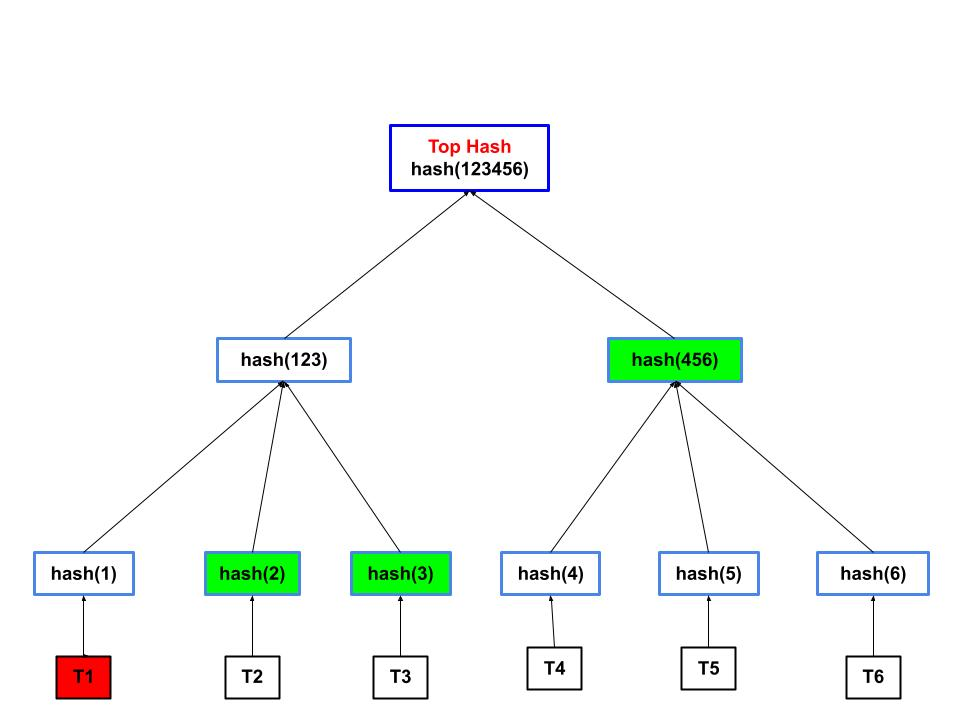 Top Hash
hash(123456)
hash(123)
hash(456)
hash(1)
hash(2)
hash(3)
hash(4)
hash(5)
hash(6)
T1
T2
T3
T4
T5
T6